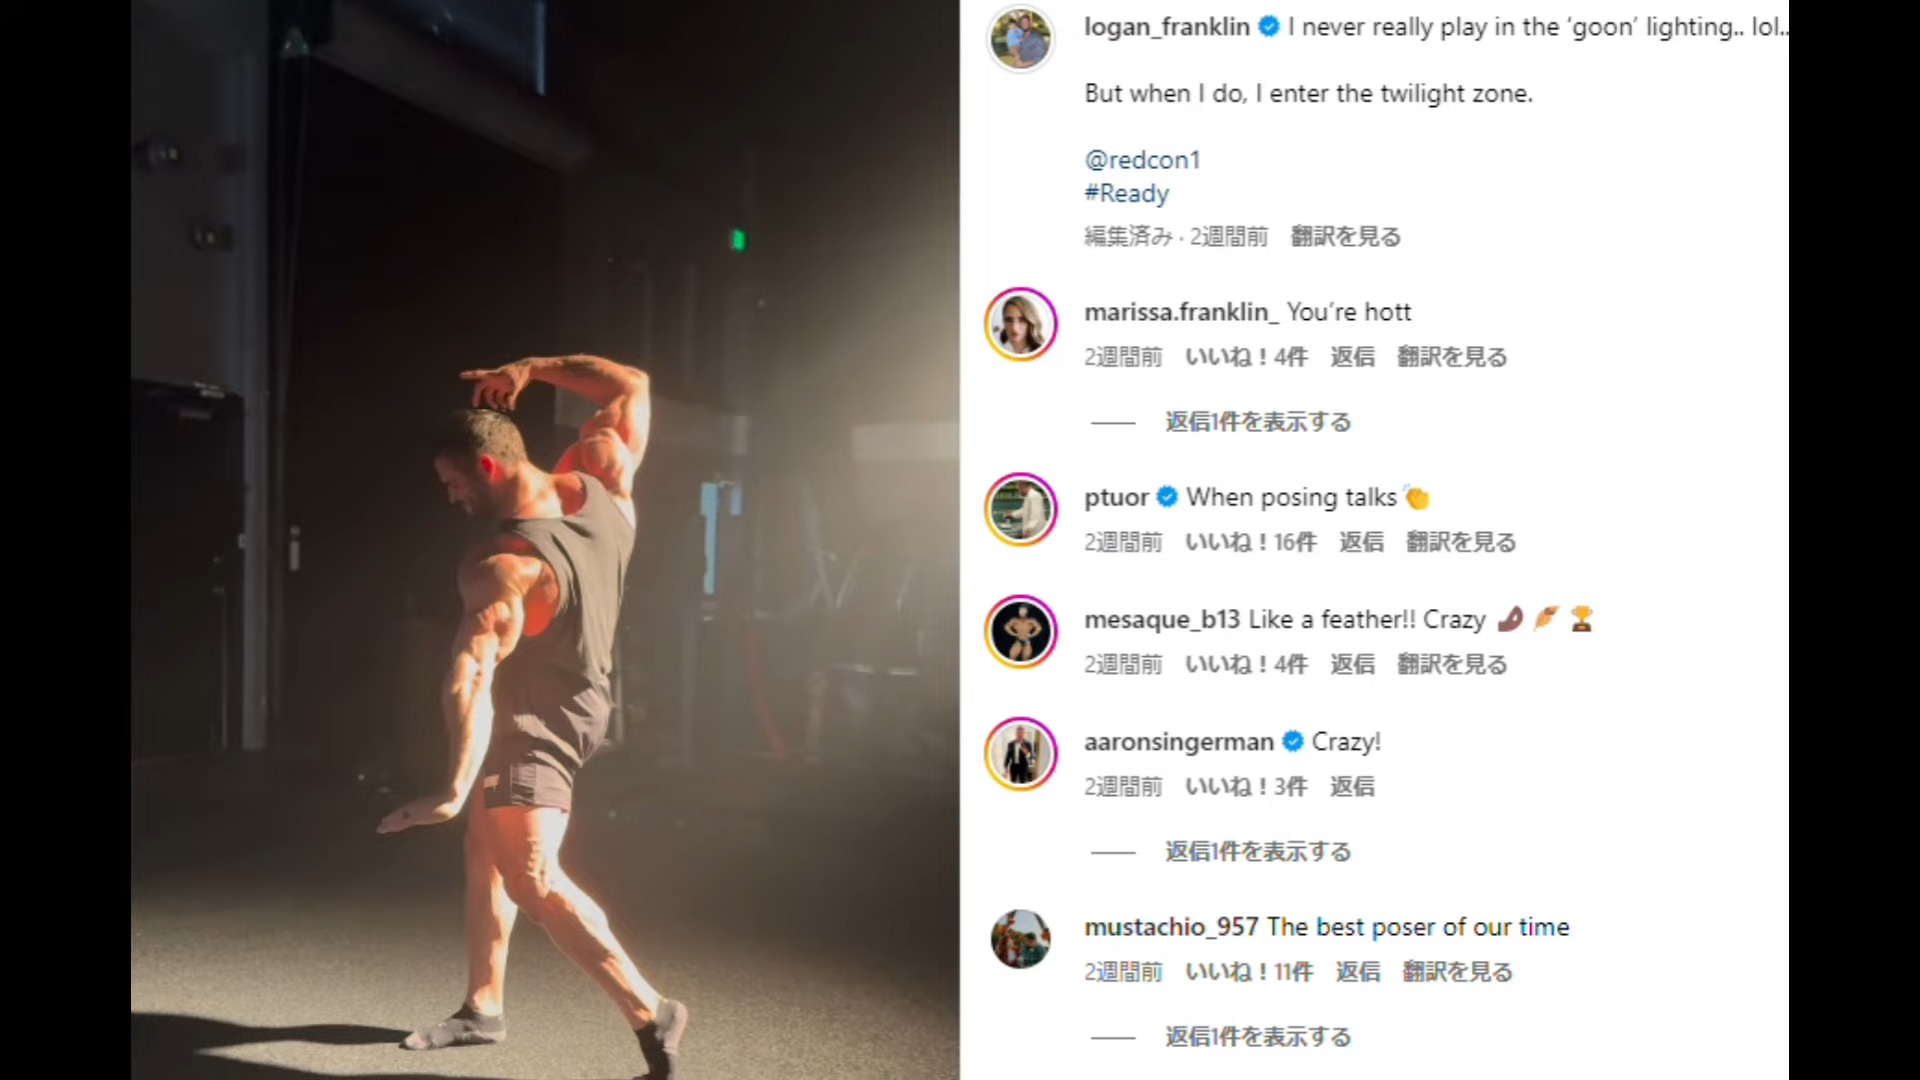 logan_franklin I never really play in the ‘goon’ lighting.. lol..
But when I do, I enter the twilight zone.
@redcon1
#Ready
編集済み · 2週間前 翻訳を見る
marissa.franklin_ You’re hott
2週間前 いいね！4件 返信 翻訳を見る
返信1件を表示する
ptuor When posing talks 👏
2週間前 いいね！16件 返信 翻訳を見る
mesaque_b13 Like a feather!! Crazy 🤌🏿 🪶 🏆
2週間前 いいね！4件 返信 翻訳を見る
aaronsingerman Crazy!
2週間前 いいね！3件 返信
返信1件を表示する
mustachio_957 The best poser of our time
2週間前 いいね！11件 返信 翻訳を見る
返信1件を表示する